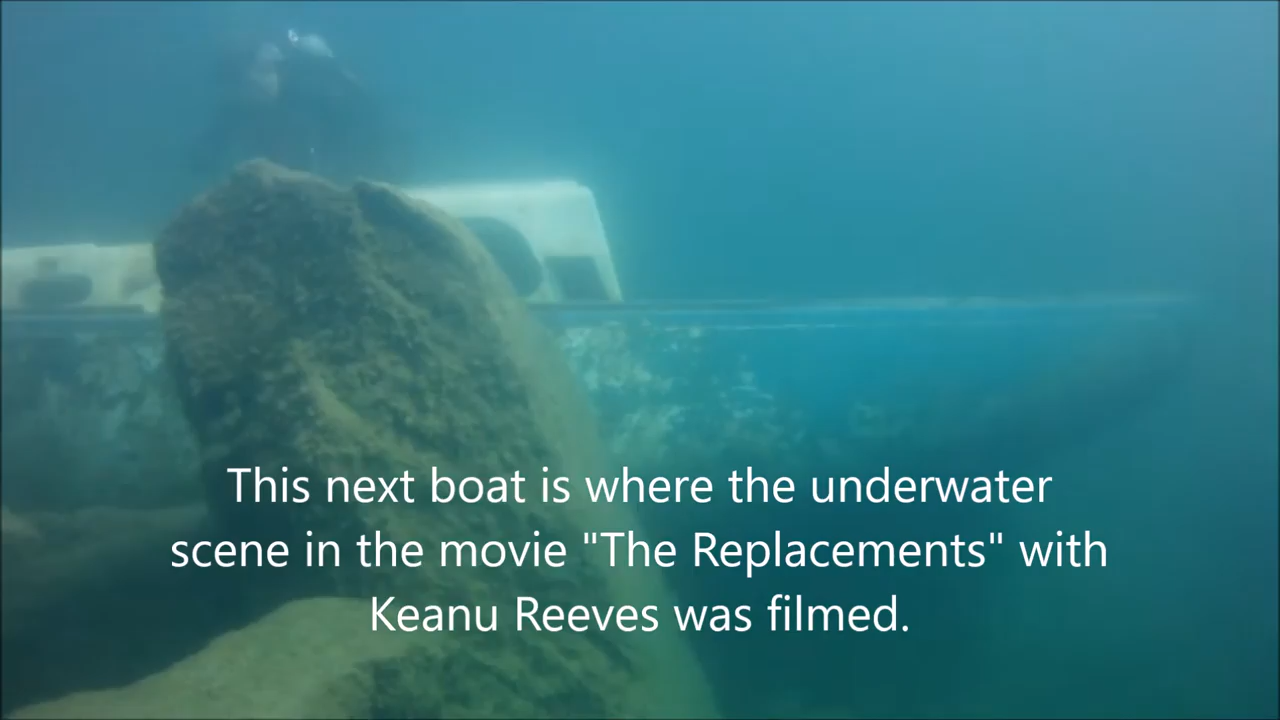 This next boat is where the underwater
scene in the movie "The Replacements" with
Keanu Reeves was filmed.